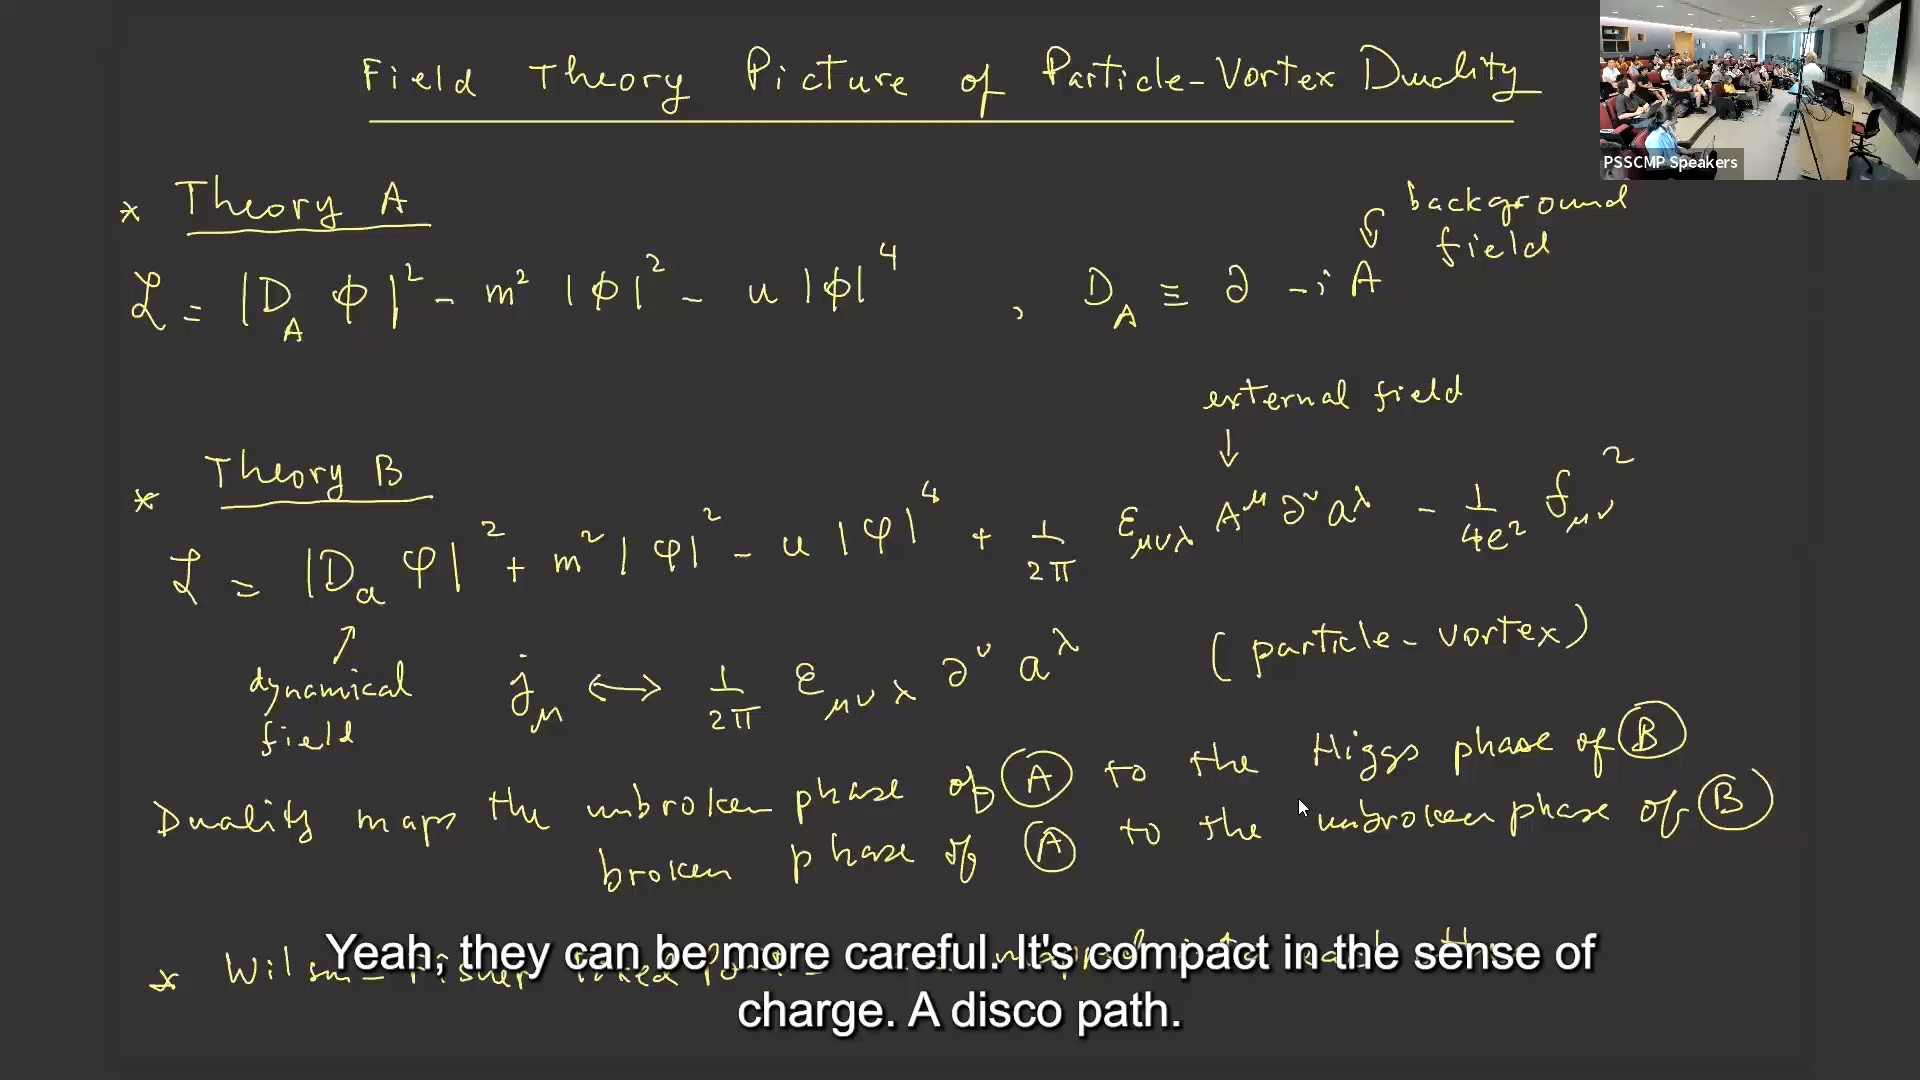 Field Theory Picture of Particle-Vortex Duality
PSSCMP Speakers
* Theory A
background field
ℒ = |D_A ϕ|² - m² |ϕ|² - u |ϕ|⁴ , D_A ≡ ∂ - i A
external field
* Theory B
ℒ = |D_a φ|² + m² |φ|² - u |φ|⁴ + 1/2π ε_μνλ A^μ ∂^ν a^λ - 1/4e² f_μν²
dynamical field
j_μ ↔ 1/2π ε_μνλ ∂^ν a^λ (particle-vortex)
Duality maps the unbroken phase of (A) to the Higgs phase of (B)
broken phase of (A) to the unbroken phase of (B)
* Wilson-Fisher fixed
Yeah, they can be more careful. It's compact in the sense of
charge. A disco path.